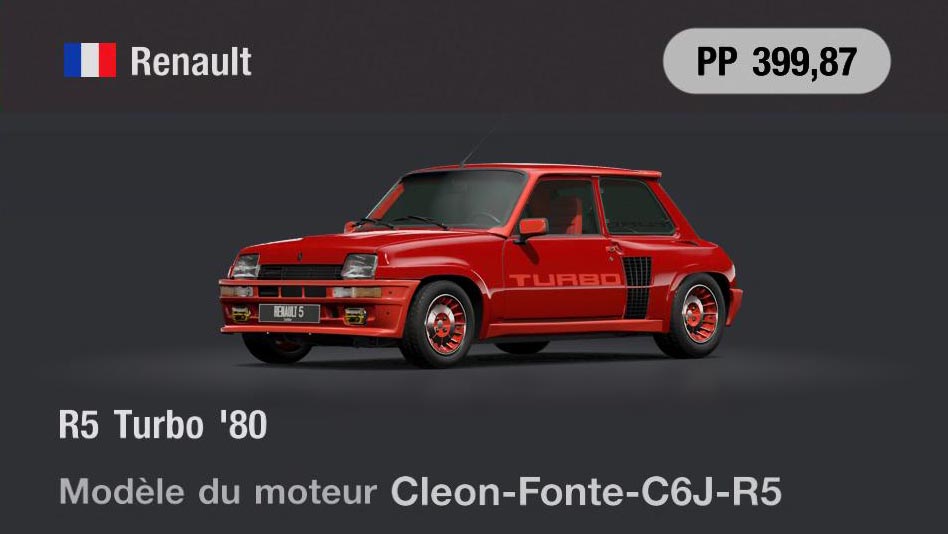 Renault
PP 399,87
TURBO
RENAULT 5
R5 Turbo '80
Modèle du moteur Cleon-Fonte-C6J-R5